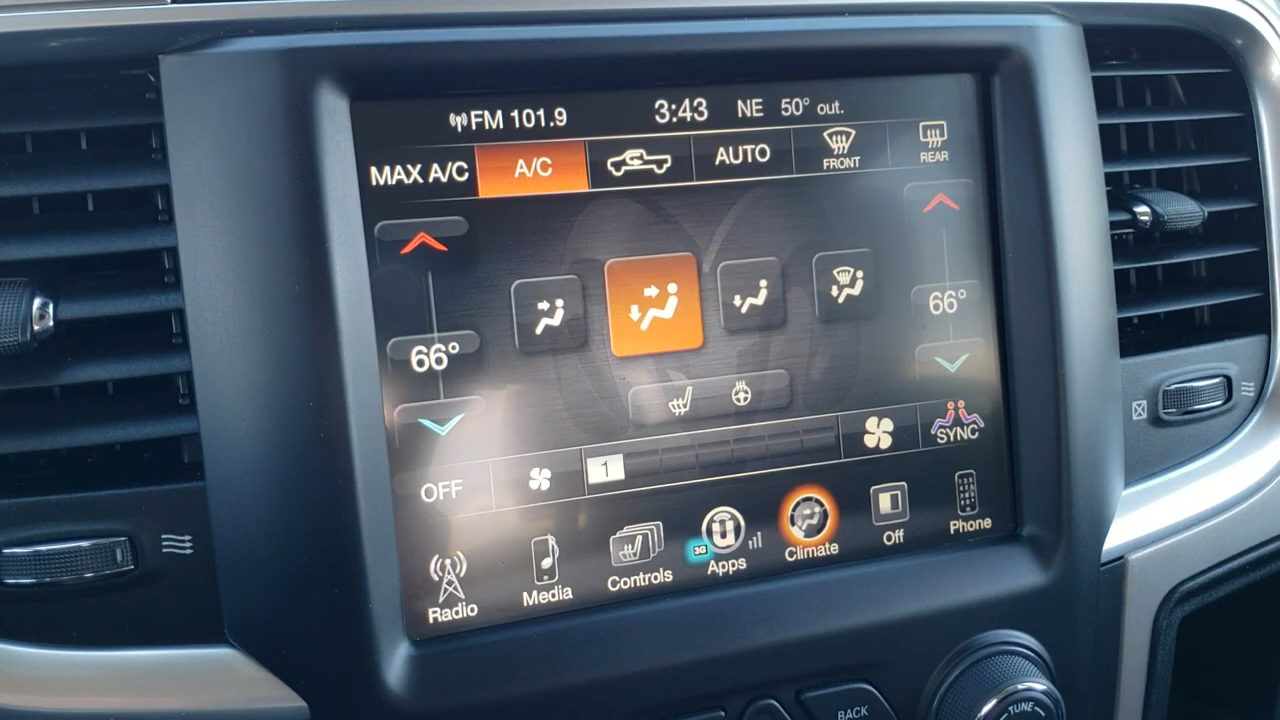 FM 101.9 3:43 NE 50° out.
MAX A/C A/C AUTO FRONT REAR
66° 66°
OFF 1 SYNC
3G
Radio Media Controls Apps Climate Off Phone
BACK TUNE